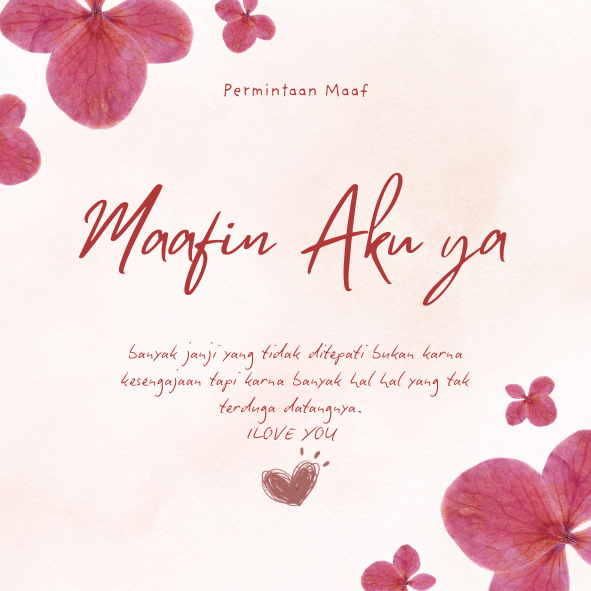 Permintaan Maaf
Maafin Aku ya
banyak janji yang tidak ditepati bukan karna
kesengajaan tapi karna banyak hal hal yang tak
terduga datangnya.
ILOVE YOU